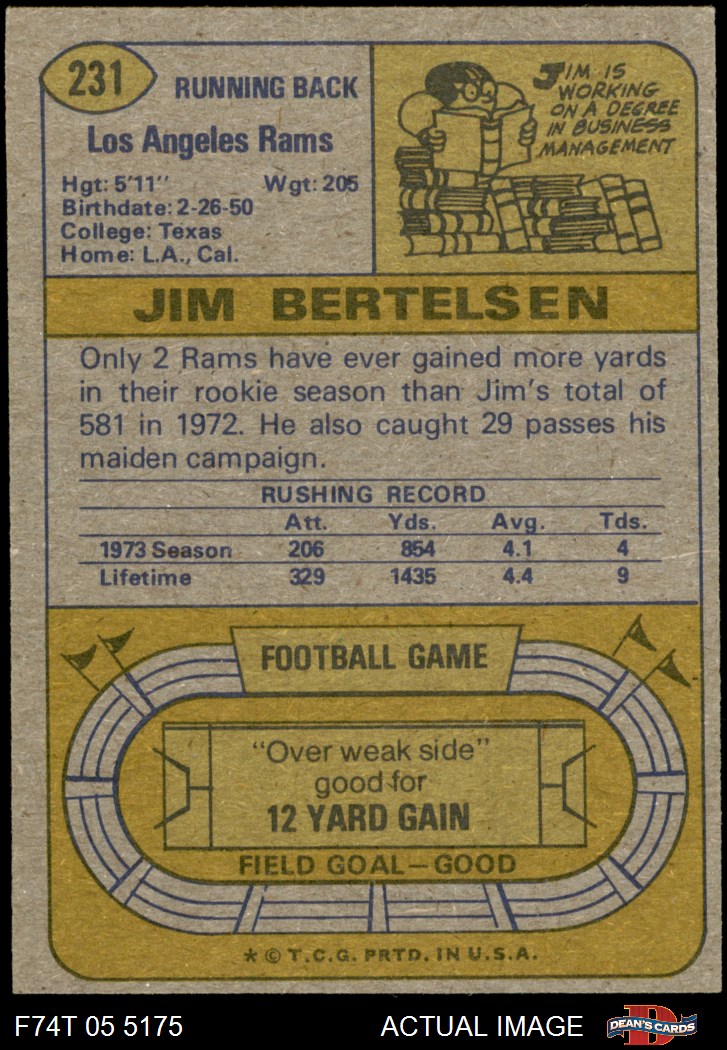 231
RUNNING BACK
Los Angeles Rams
Hgt: 5'11" Wgt: 205
Birthdate: 2-26-50
College: Texas
Home: L.A., Cal.
JIM IS
WORKING
ON A DEGREE
IN BUSINESS
MANAGEMENT
JIM BERTELSEN
Only 2 Rams have ever gained more yards
in their rookie season than Jim's total of
581 in 1972. He also caught 29 passes his
maiden campaign.
RUSHING RECORD
Att. Yds. Avg. Tds.
1973 Season 206 854 4.1 4
Lifetime 329 1435 4.4 9
FOOTBALL GAME
"Over weak side"
good for
12 YARD GAIN
FIELD GOAL—GOOD
* © T.C.G. PRTD. IN U.S.A.
F74T 05 5175 ACTUAL IMAGE D DEAN'S CARDS